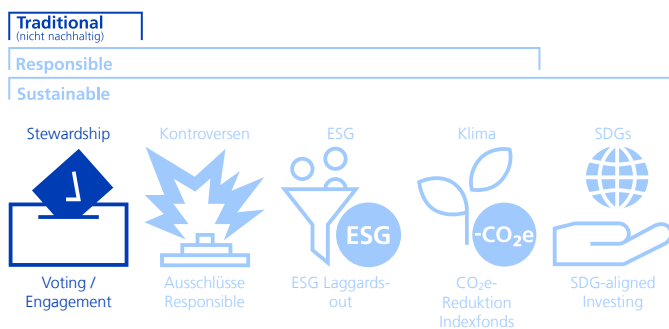 Traditional
(nicht nachhaltig)
Responsible
Sustainable
Stewardship
Kontroversen
ESG
Klima
SDGs
ESG
-CO₂e
Voting /
Engagement
Ausschlüsse
Responsible
ESG Laggards-
out
CO₂e-
Reduktion
Indexfonds
SDG-aligned
Investing